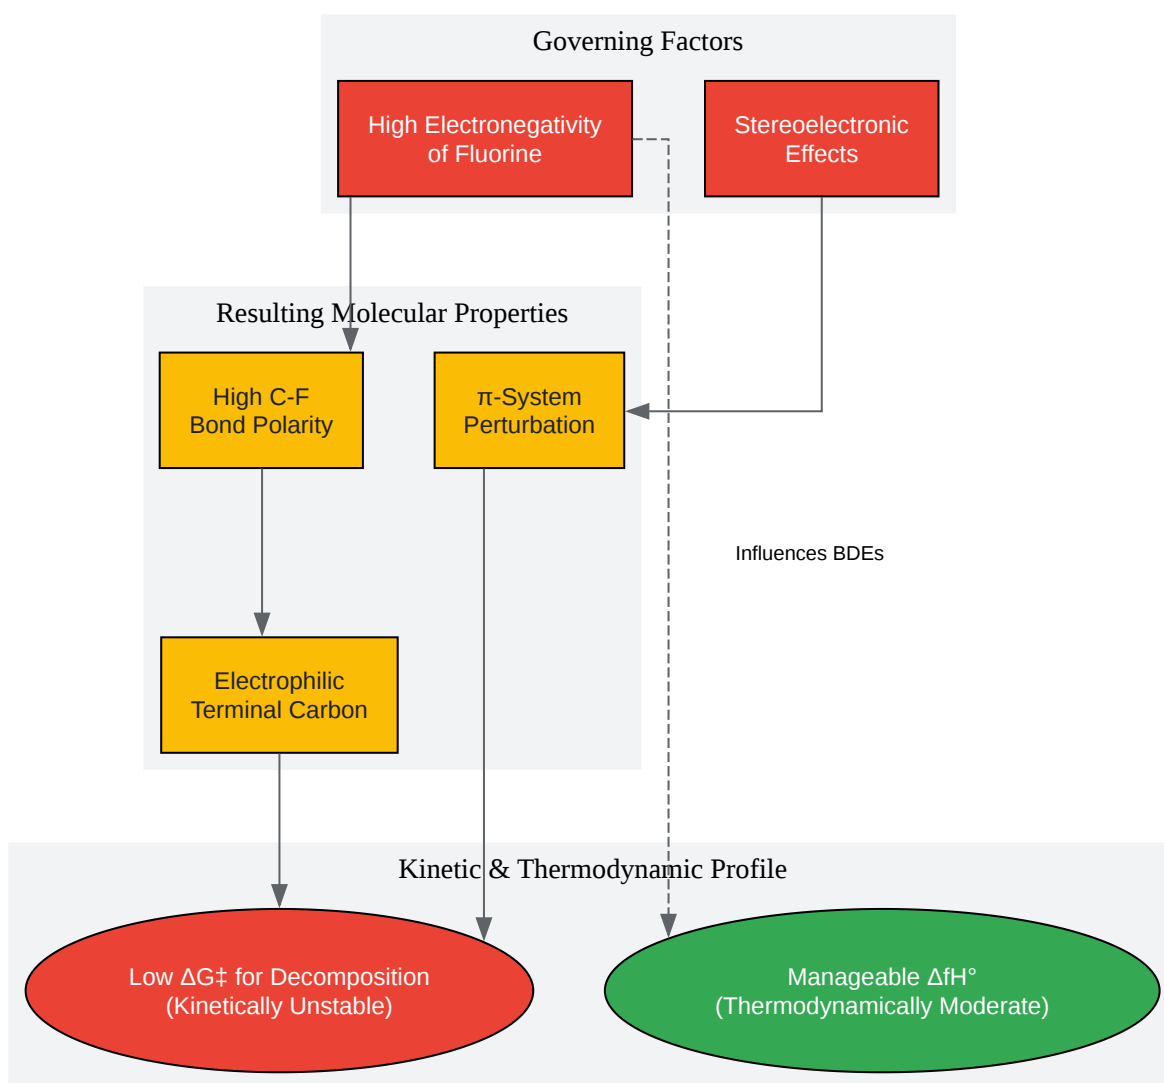 Governing Factors
High Electronegativity
of Fluorine
Stereoelectronic
Effects
Resulting Molecular Properties
High C-F
Bond Polarity
π-System
Perturbation
Influences BDEs
Electrophilic
Terminal Carbon
Kinetic & Thermodynamic Profile
Low ΔG‡ for Decomposition
(Kinetically Unstable)
Manageable ΔfH°
(Thermodynamically Moderate)